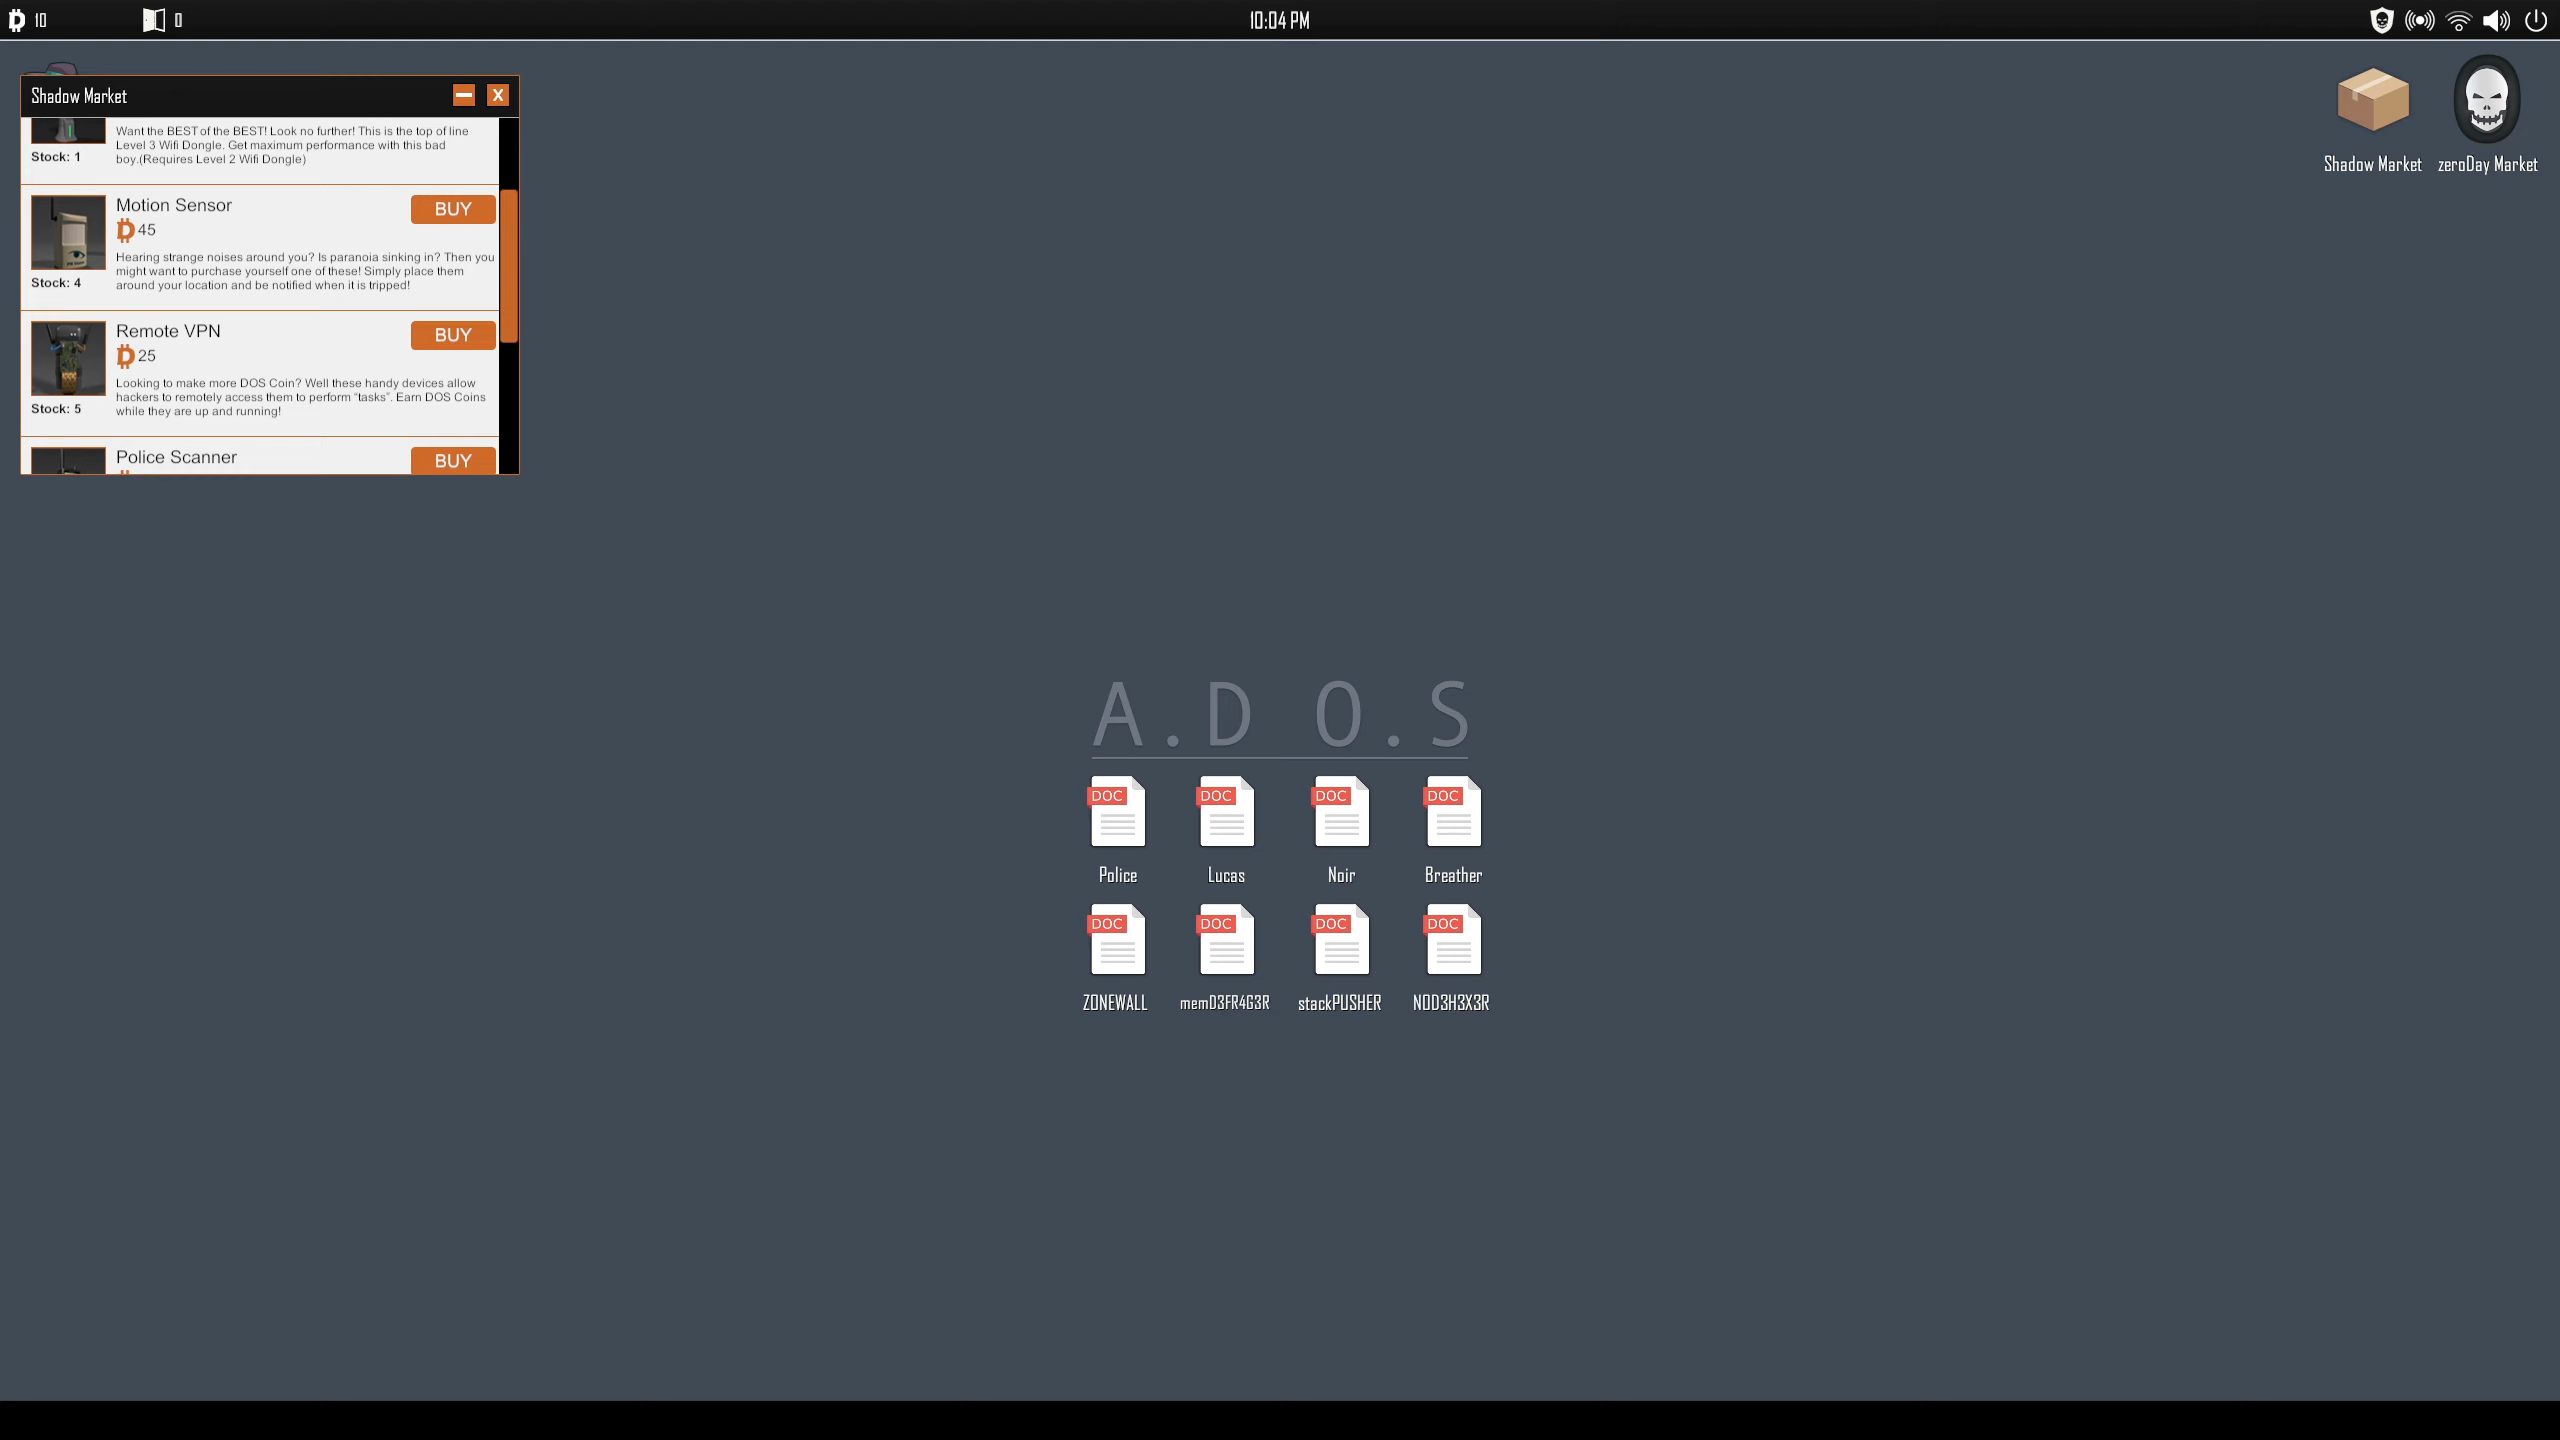 10
0
10:04 PM
Shadow Market
X
Want the BEST of the BEST! Look no further! This is the top of line
Level 3 Wifi Dongle. Get maximum performance with this bad
boy.(Requires Level 2 Wifi Dongle)
Stock: 1
Motion Sensor
BUY
45
Hearing strange noises around you? Is paranoia sinking in? Then you
might want to purchase yourself one of these! Simply place them
around your location and be notified when it is tripped!
Stock: 4
Remote VPN
BUY
25
Looking to make more DOS Coin? Well these handy devices allow
hackers to remotely access them to perform “tasks”. Earn DOS Coins
while they are up and running!
Stock: 5
Police Scanner
BUY
Shadow Market
zeroDay Market
A.D O.S
DOC
DOC
DOC
DOC
Police
Lucas
Noir
Breather
DOC
DOC
DOC
DOC
ZONEWALL
memD3FR4G3R
stackPUSHER
NOD3H3X3R